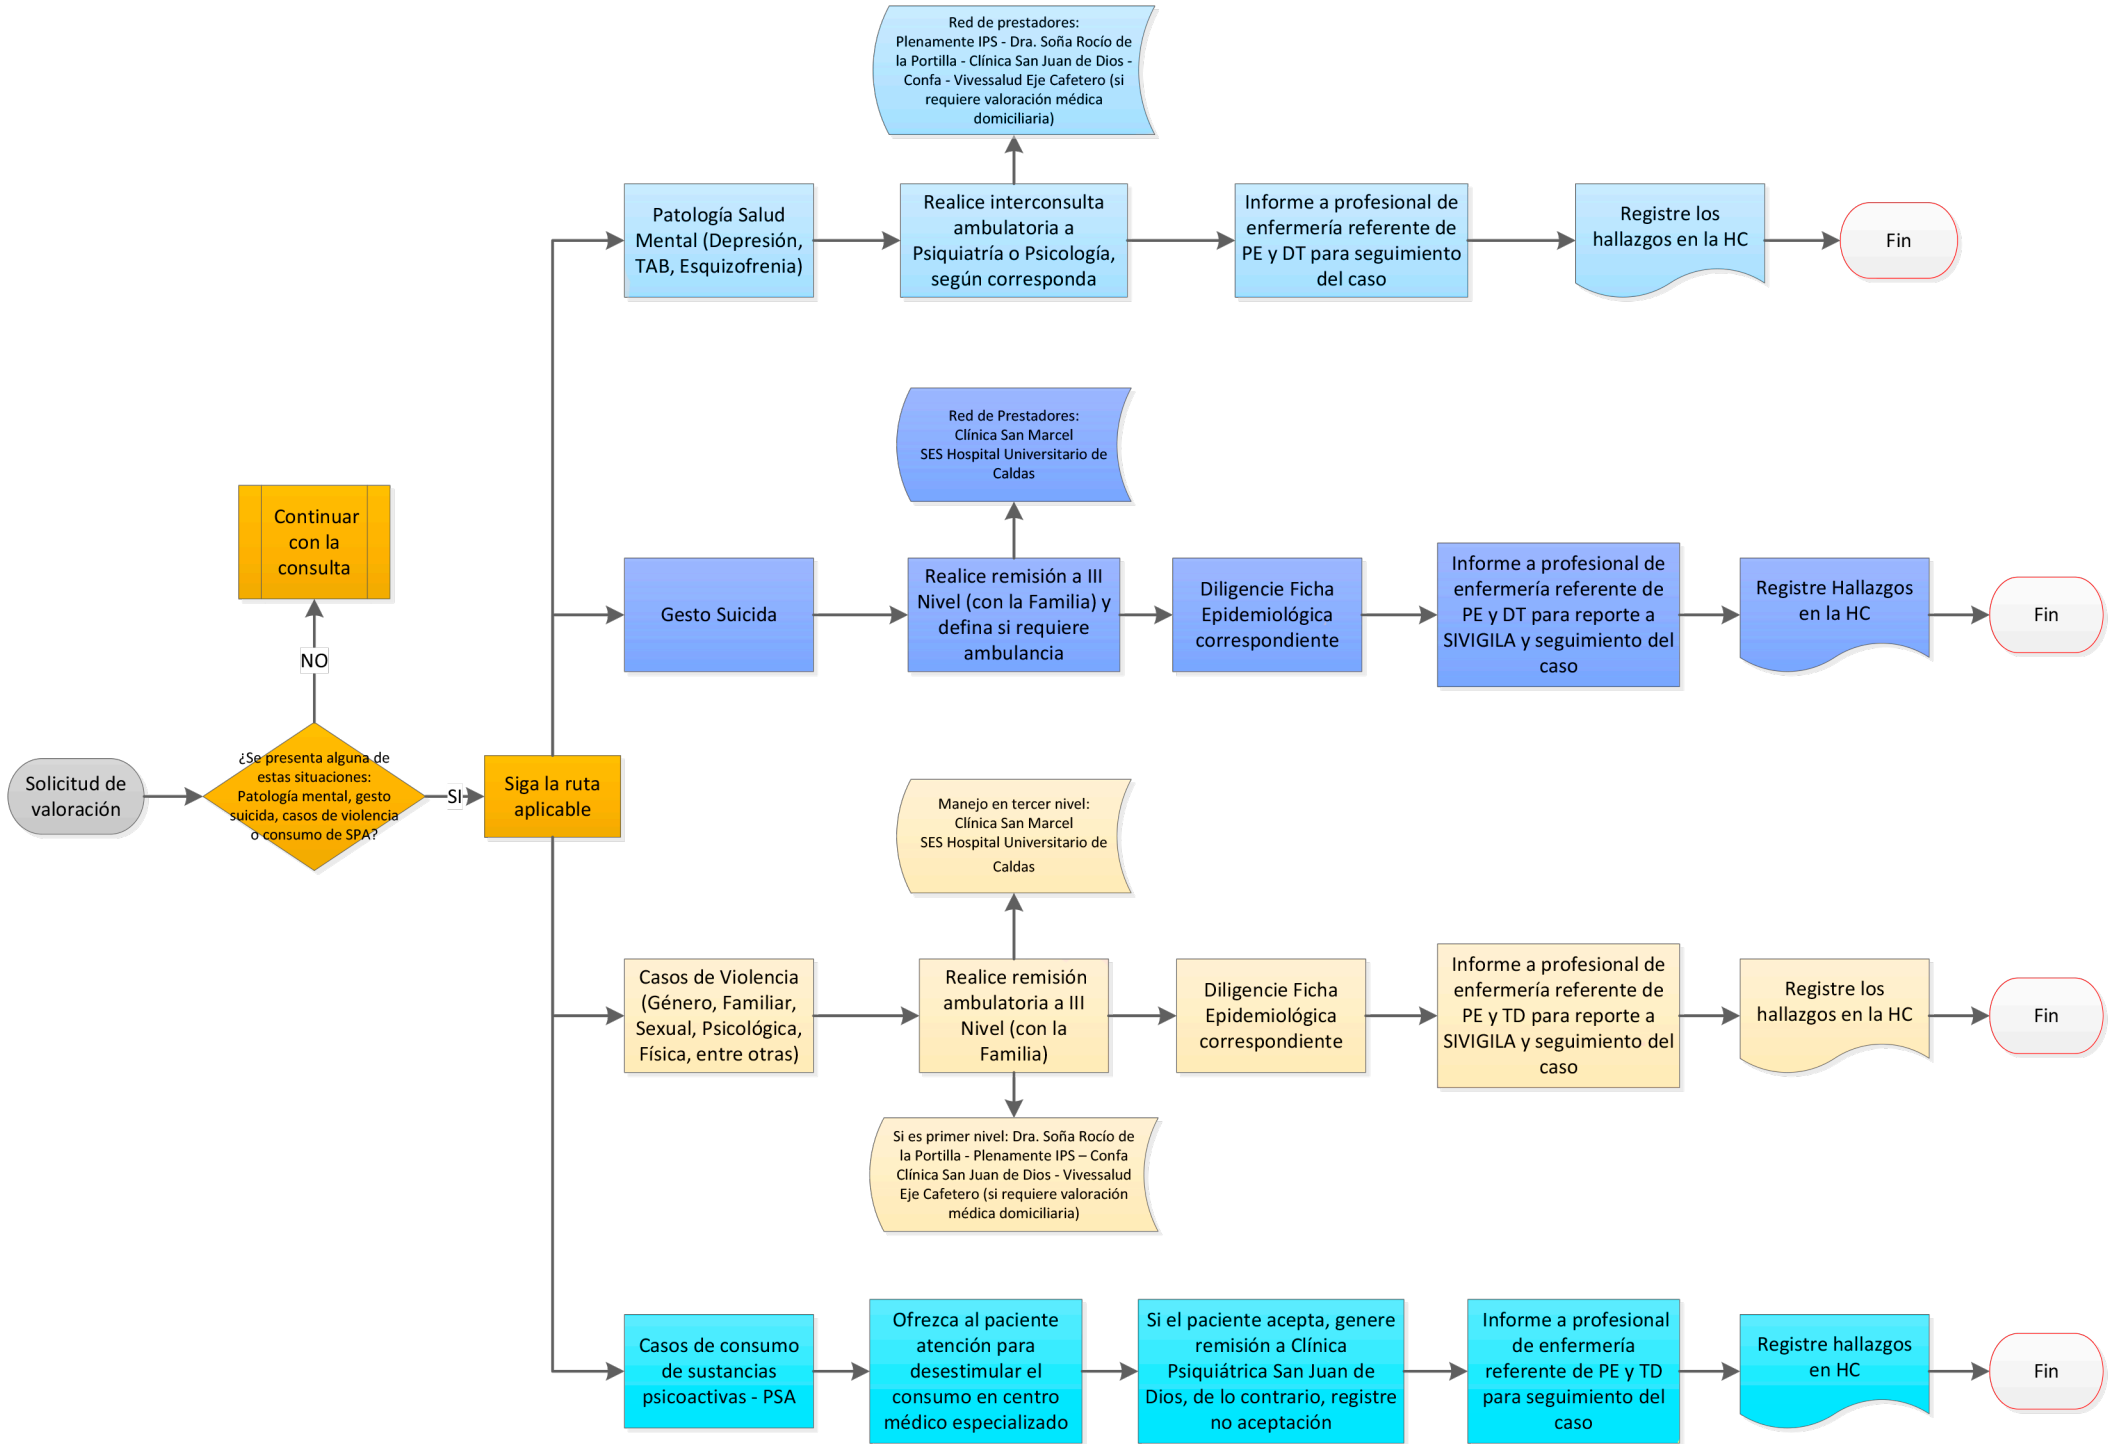 Red de prestadores:
Plenamente IPS - Dra. Soña Rocío de
la Portilla - Clínica San Juan de Dios -
Confa - Vivessalud Eje Cafetero (si
requiere valoración médica
domiciliaria)
Patología Salud
Mental (Depresión,
TAB, Esquizofrenia)
Realice interconsulta
ambulatoria a
Psiquiatría o Psicología,
según corresponda
Informe a profesional de
enfermería referente de
PE y DT para seguimiento
del caso
Registre los
hallazgos en la HC
Fin
Red de Prestadores:
Clínica San Marcel
SES Hospital Universitario de
Caldas
Continuar
con la
consulta
NO
Gesto Suicida
Realice remisión a III
Nivel (con la Familia) y
defina si requiere
ambulancia
Diligencie Ficha
Epidemiológica
correspondiente
Informe a profesional de
enfermería referente de
PE y DT para reporte a
SIVIGILA y seguimiento del
caso
Registre Hallazgos
en la HC
Fin
Solicitud de
valoración
¿Se presenta alguna de
estas situaciones:
Patología mental, gesto
suicida, casos de violencia
o consumo de SPA?
SI
Siga la ruta
aplicable
Manejo en tercer nivel:
Clínica San Marcel
SES Hospital Universitario de
Caldas
Casos de Violencia
(Género, Familiar,
Sexual, Psicológica,
Física, entre otras)
Realice remisión
ambulatoria a III
Nivel (con la
Familia)
Diligencie Ficha
Epidemiológica
correspondiente
Informe a profesional de
enfermería referente de
PE y TD para reporte a
SIVIGILA y seguimiento del
caso
Registre los
hallazgos en la HC
Fin
Si es primer nivel: Dra. Soña Rocío de
la Portilla - Plenamente IPS – Confa
Clínica San Juan de Dios - Vivessalud
Eje Cafetero (si requiere valoración
médica domiciliaria)
Casos de consumo
de sustancias
psicoactivas - PSA
Ofrezca al paciente
atención para
desestimular el
consumo en centro
médico especializado
Si el paciente acepta, genere
remisión a Clínica
Psiquiátrica San Juan de
Dios, de lo contrario, registre
no aceptación
Informe a profesional
de enfermería
referente de PE y TD
para seguimiento del
caso
Registre hallazgos
en HC
Fin